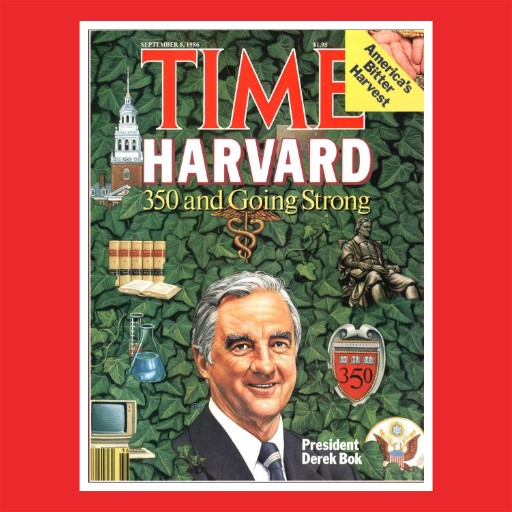 SEPTEMBER 8, 1986
$1.95
TIME
America's
Bitter
Harvest
HARVARD
350 and Going Strong
350
President
Derek Bok